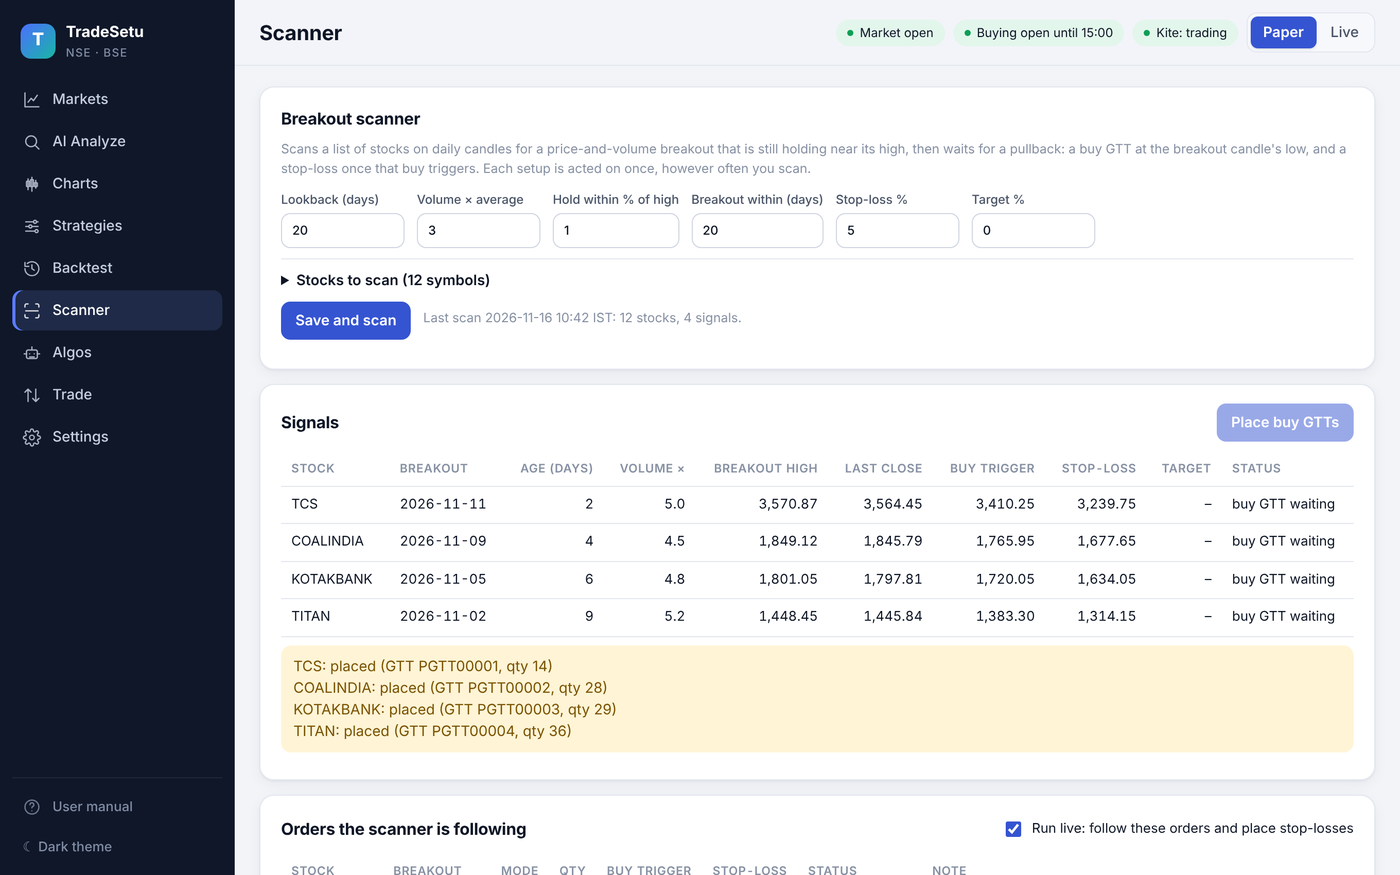 T
TradeSetu
NSE · BSE
Markets
AI Analyze
Charts
Strategies
Backtest
Scanner
Algos
Trade
Settings
User manual
Dark theme
Scanner
Market open
Buying open until 15:00
Kite: trading
Paper
Live
Breakout scanner
Scans a list of stocks on daily candles for a price-and-volume breakout that is still holding near its high, then waits for a pullback: a buy GTT at the breakout candle's low, and a
stop-loss once that buy triggers. Each setup is acted on once, however often you scan.
Lookback (days) Volume × average Hold within % of high Breakout within (days) Stop-loss % Target %
20 3 1 20 5 0
Stocks to scan (12 symbols)
Save and scan Last scan 2026-11-16 10:42 IST: 12 stocks, 4 signals.
Signals Place buy GTTs
STOCK BREAKOUT AGE (DAYS) VOLUME × BREAKOUT HIGH LAST CLOSE BUY TRIGGER STOP-LOSS TARGET STATUS
TCS 2026-11-11 2 5.0 3,570.87 3,564.45 3,410.25 3,239.75 – buy GTT waiting
COALINDIA 2026-11-09 4 4.5 1,849.12 1,845.79 1,765.95 1,677.65 – buy GTT waiting
KOTAKBANK 2026-11-05 6 4.8 1,801.05 1,797.81 1,720.05 1,634.05 – buy GTT waiting
TITAN 2026-11-02 9 5.2 1,448.45 1,445.84 1,383.30 1,314.15 – buy GTT waiting
TCS: placed (GTT PGTT00001, qty 14)
COALINDIA: placed (GTT PGTT00002, qty 28)
KOTAKBANK: placed (GTT PGTT00003, qty 29)
TITAN: placed (GTT PGTT00004, qty 36)
Orders the scanner is following Run live: follow these orders and place stop-losses
STOCK BREAKOUT MODE QTY BUY TRIGGER STOP-LOSS STATUS NOTE